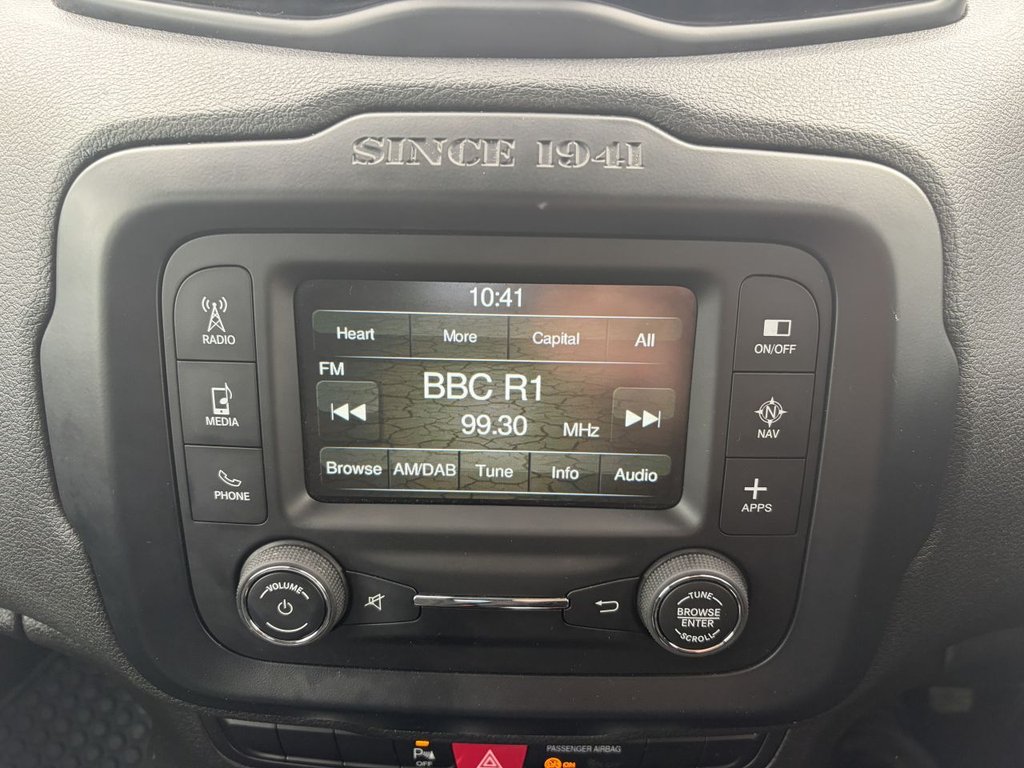 SINCE 1941
10:41
Heart More Capital All
FM
BBC R1
99.30 MHz
Browse AM/DAB Tune Info Audio
RADIO
MEDIA
PHONE
ON/OFF
N
NAV
APPS
VOLUME
TUNE
BROWSE
ENTER
SCROLL
P
OFF
PASSENGER AIRBAG
ON